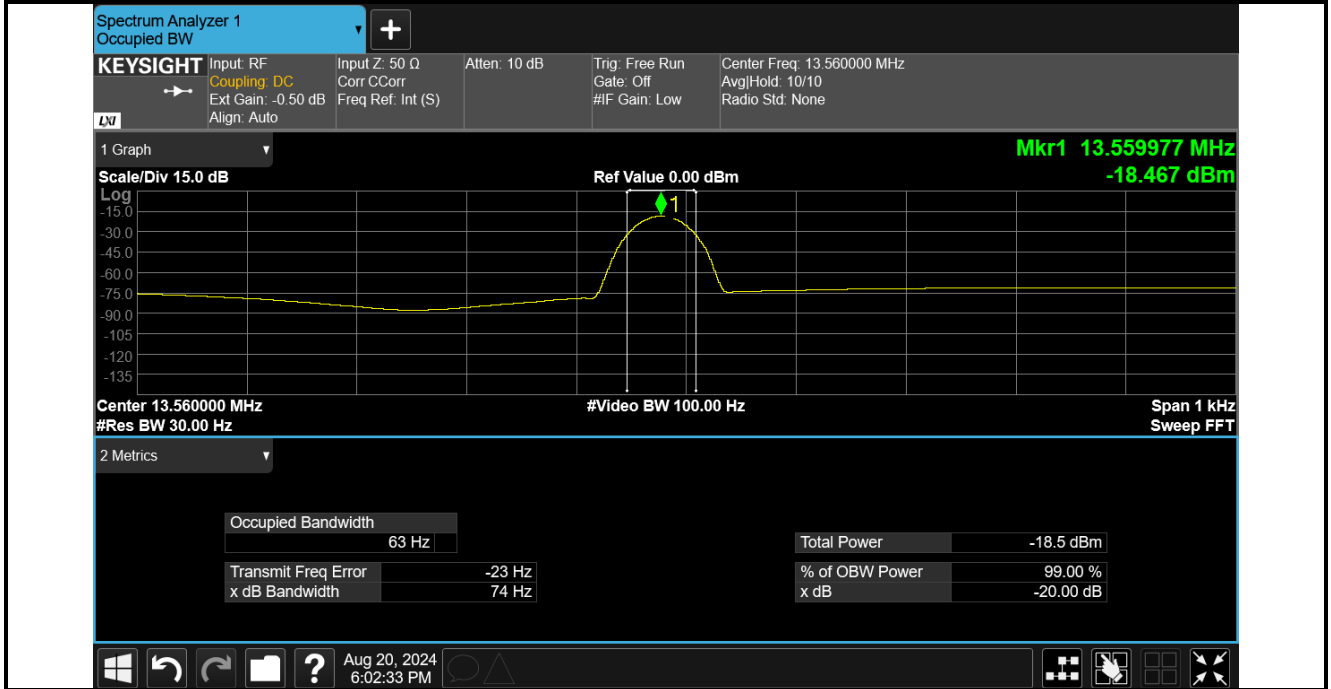 Spectrum Analyzer 1
Occupied BW
+
KEYSIGHT
LXI
Input: RF
Coupling: DC
Ext Gain: -0.50 dB
Align: Auto
Input Z: 50 Ω
Corr CCorr
Freq Ref: Int (S)
Atten: 10 dB
Trig: Free Run
Gate: Off
#IF Gain: Low
Center Freq: 13.560000 MHz
Avg|Hold: 10/10
Radio Std: None
1 Graph
Mkr1 13.559977 MHz
-18.467 dBm
Scale/Div 15.0 dB
Ref Value 0.00 dBm
Log
1
-15.0
-30.0
-45.0
-60.0
-75.0
-90.0
-105
-120
-135
Center 13.560000 MHz
#Video BW 100.00 Hz
Span 1 kHz
#Res BW 30.00 Hz
Sweep FFT
2 Metrics
Occupied Bandwidth
63 Hz
Total Power -18.5 dBm
Transmit Freq Error -23 Hz
% of OBW Power 99.00 %
x dB Bandwidth 74 Hz
x dB -20.00 dB
?
Aug 20, 2024
6:02:33 PM